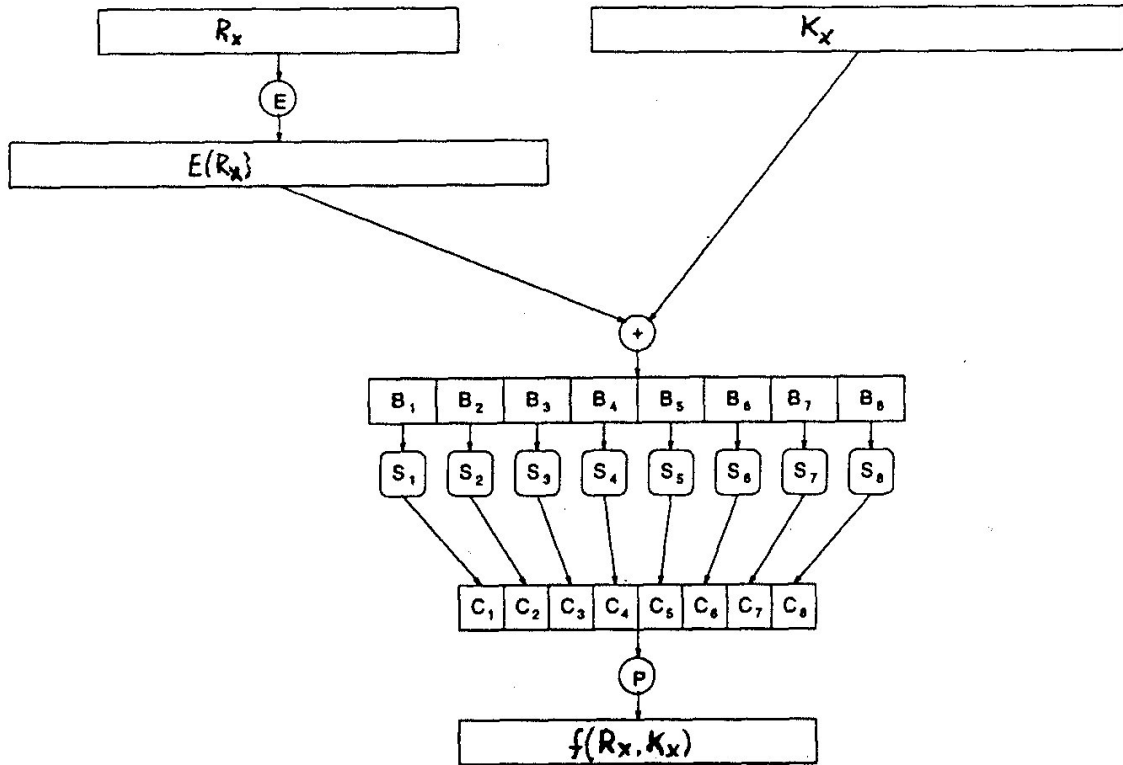 Rₓ Kₓ
E
E(Rₓ)
+
B₁ B₂ B₃ B₄ B₅ B₆ B₇ B₈
S₁ S₂ S₃ S₄ S₅ S₆ S₇ S₈
C₁ C₂ C₃ C₄ C₅ C₆ C₇ C₈
P
f(Rₓ, Kₓ)